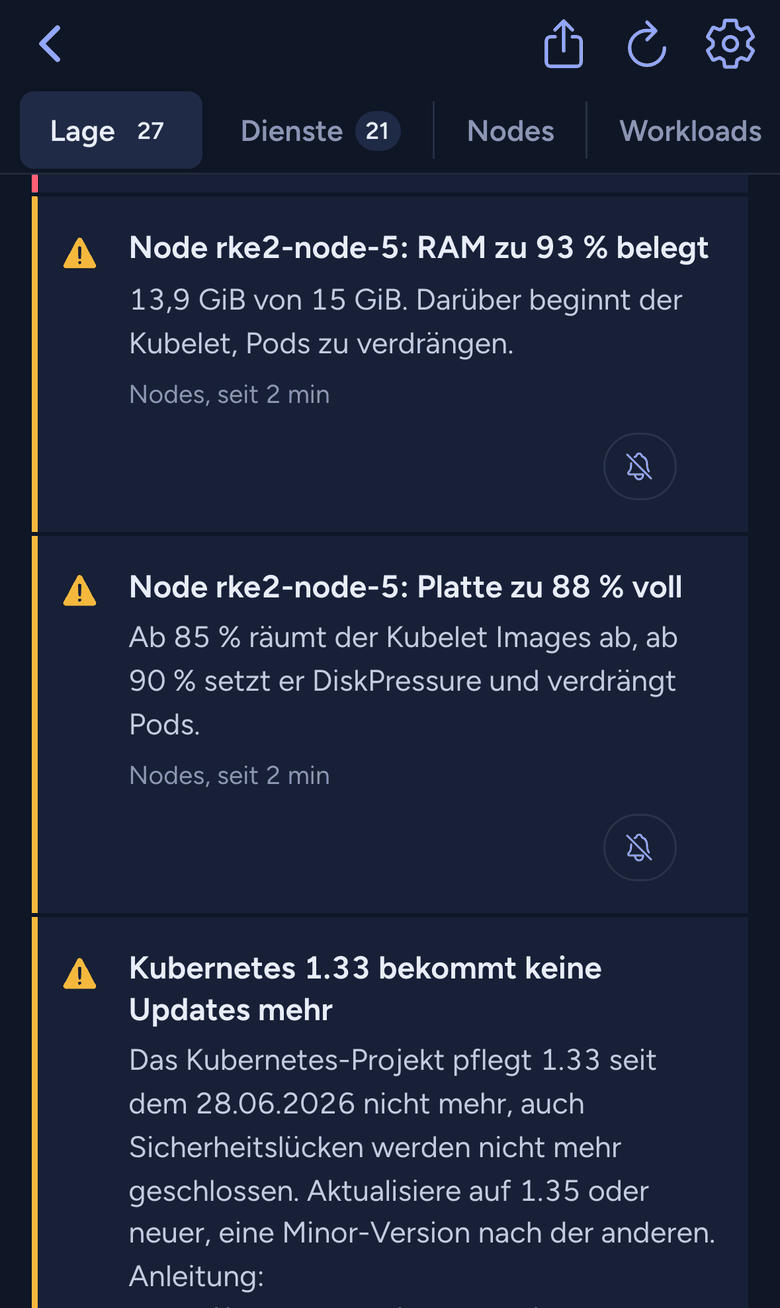 Lage 27 Dienste 21 Nodes Workloads
Node rke2-node-5: RAM zu 93 % belegt
13,9 GiB von 15 GiB. Darüber beginnt der
Kubelet, Pods zu verdrängen.
Nodes, seit 2 min
Node rke2-node-5: Platte zu 88 % voll
Ab 85 % räumt der Kubelet Images ab, ab
90 % setzt er DiskPressure und verdrängt
Pods.
Nodes, seit 2 min
Kubernetes 1.33 bekommt keine
Updates mehr
Das Kubernetes-Projekt pflegt 1.33 seit
dem 28.06.2026 nicht mehr, auch
Sicherheitslücken werden nicht mehr
geschlossen. Aktualisiere auf 1.35 oder
neuer, eine Minor-Version nach der anderen.
Anleitung: